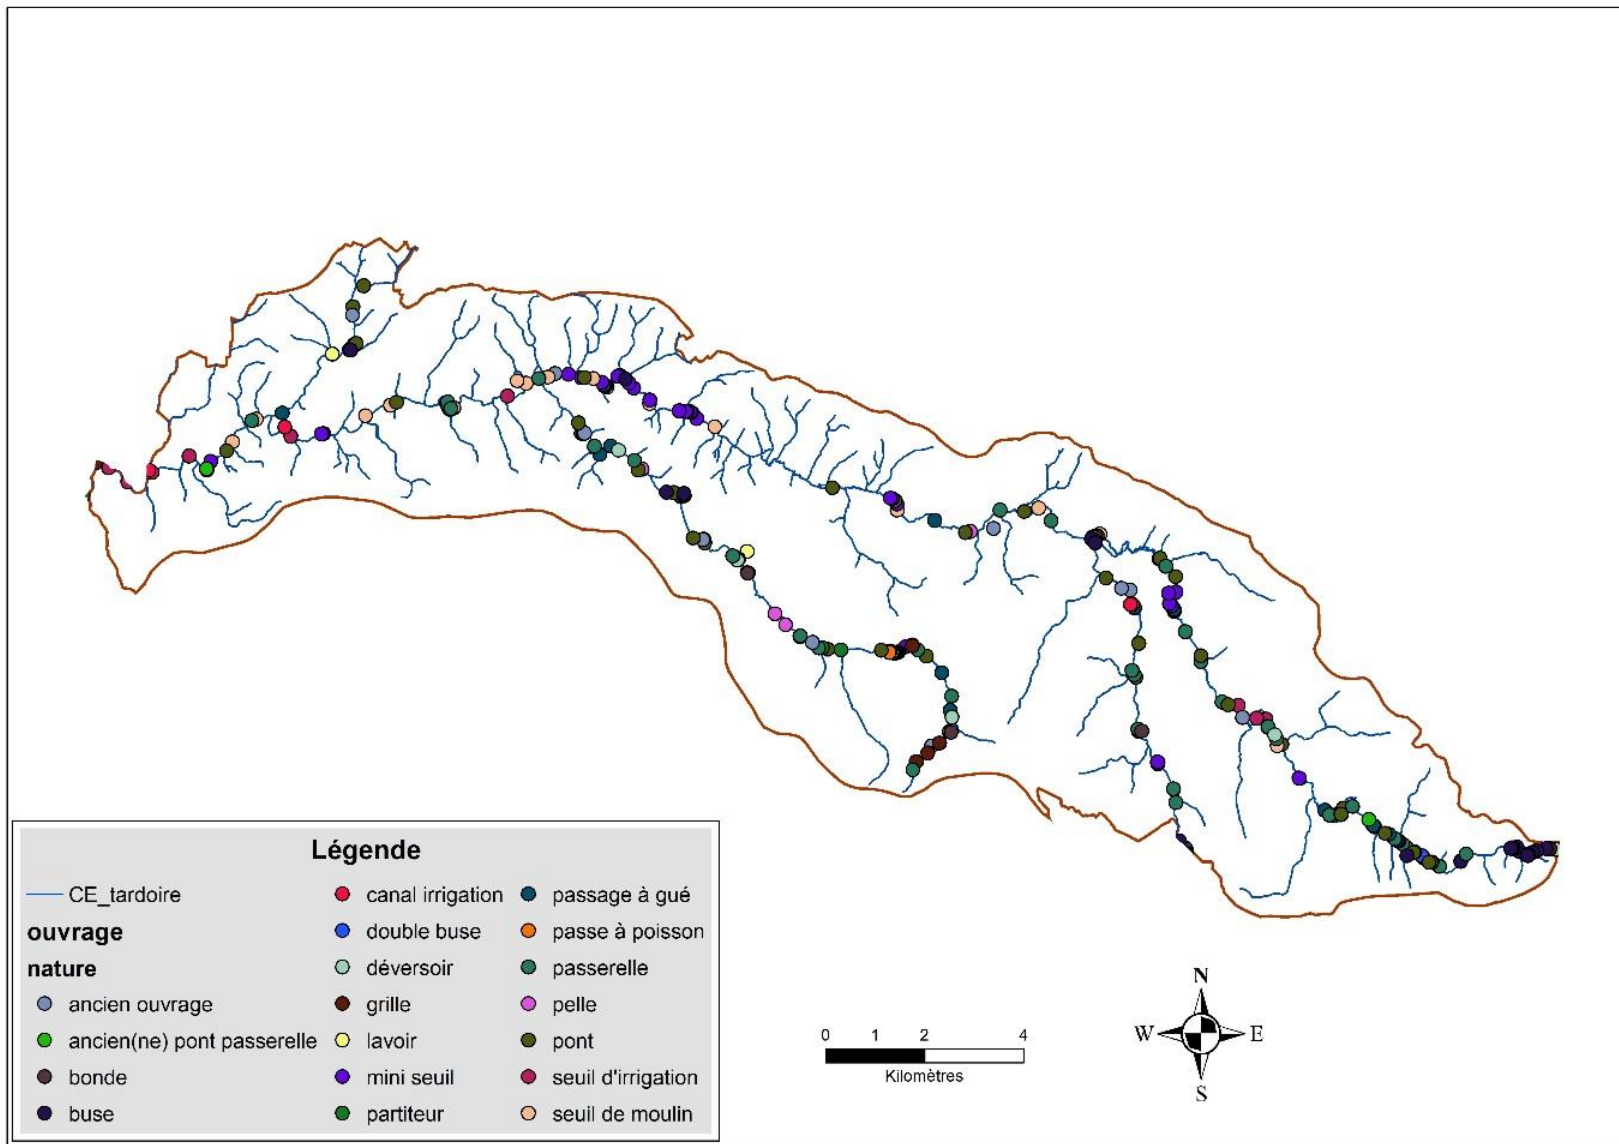 Légende
CE_tardoire
ouvrage
nature
ancien ouvrage
ancien(ne) pont passerelle
bonde
buse
canal irrigation
double buse
déversoir
grille
lavoir
mini seuil
partiteur
passage à gué
passe à poisson
passerelle
pelle
pont
seuil d'irrigation
seuil de moulin
0 1 2 4
Kilomètres
N
W E
S